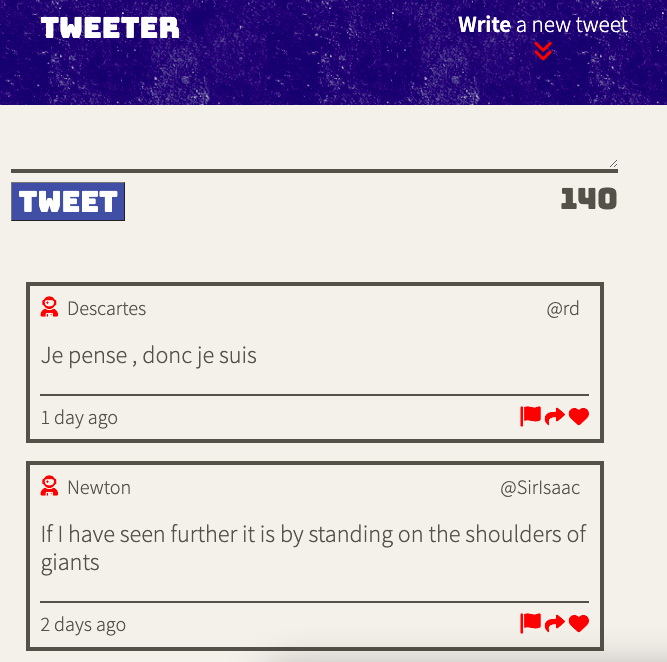 TWEETER
Write a new tweet
TWEET
140
Descartes
@rd
Je pense , donc je suis
1 day ago
Newton
@SirIsaac
If I have seen further it is by standing on the shoulders of
giants
2 days ago